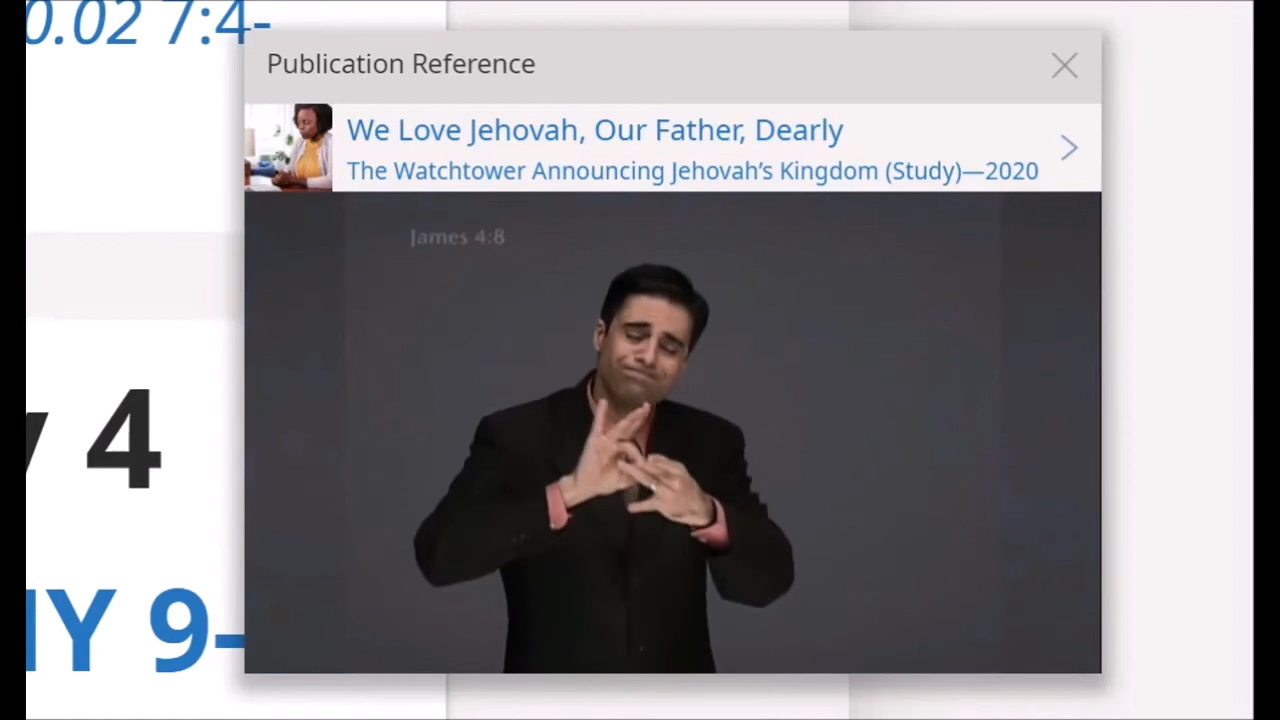 0.02 7:4-
Publication Reference
We Love Jehovah, Our Father, Dearly
The Watchtower Announcing Jehovah’s Kingdom (Study)—2020
James 4:8
4
Y 9-